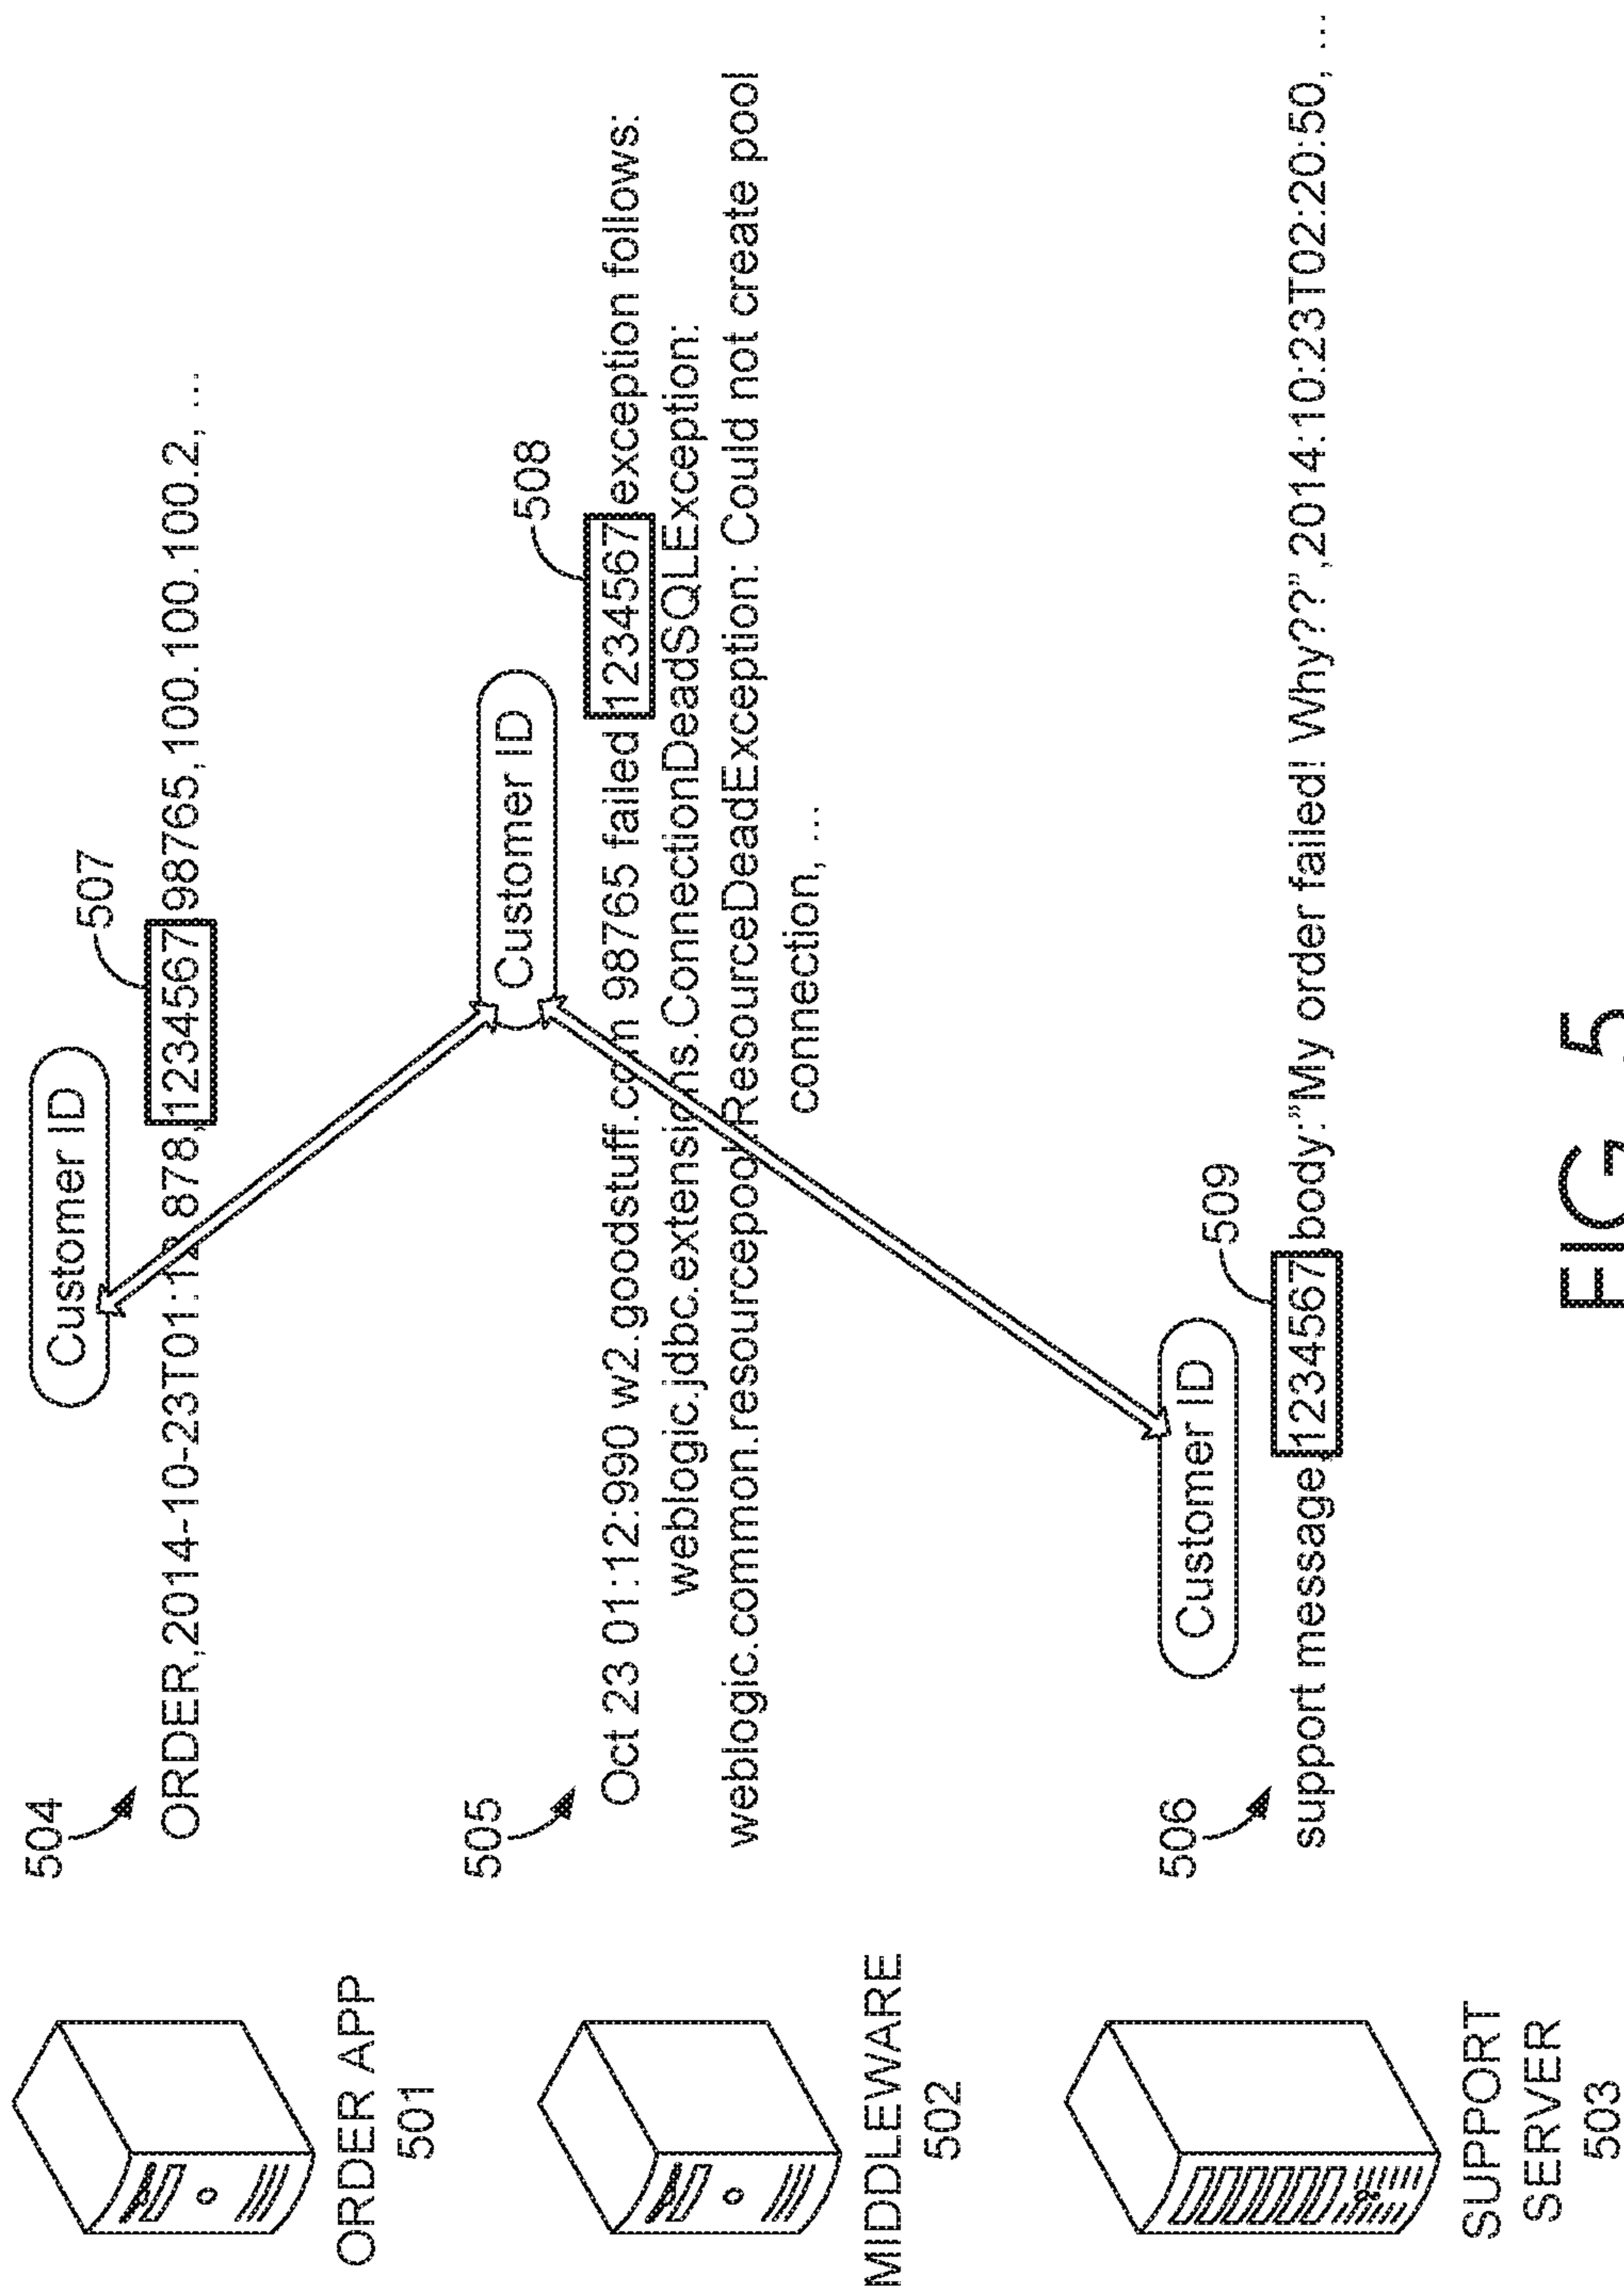 504
Customer ID
507
ORDER,2014-10-23T01:12.878,1234567,98765,100.100.100.2, ...
ORDER APP
501
505
Customer ID
508
Oct 23 01:12:990 w2.goodstuff.com 98765 failed 1234567 exception follows:
weblogic.jdbc.extensions.ConnectionDeadSQLException:
weblogic.common.resourcepool.ResourceDeadException: Could not create pool
connection, ...
MIDDLEWARE
502
506
Customer ID
509
support message,1234567,body:"My order failed! Why??",2014:10:23T02:20:50, ...
SUPPORT
SERVER
503
FIG. 5